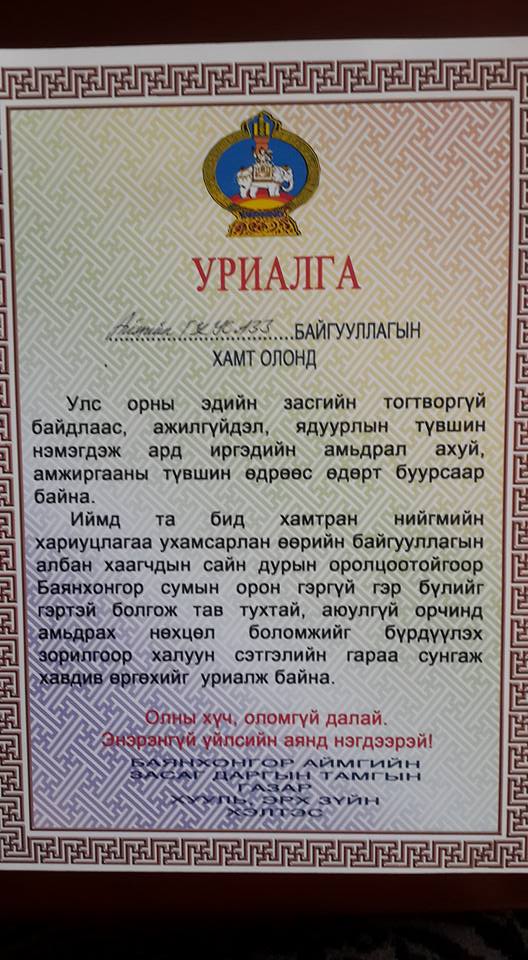 УРИАЛГА
Аймгийн ГХУСАЗЗ БАЙГУУЛЛАГЫН
ХАМТ ОЛОНД
Улс орны эдийн засгийн тогтворгүй
байдлаас, ажилгүйдэл, ядуурлын түвшин
нэмэгдэж ард иргэдийн амьдрал ахуй,
амжиргааны түвшин өдрөөс өдөрт буурсаар
байна.
Иймд та бид хамтран нийгмийн
хариуцлагаа ухамсарлан өөрийн байгууллагын
албан хаагчдын сайн дурын оролцоотойгоор
Баянхонгор сумын орон гэргүй гэр бүлийг
гэртэй болгож тав тухтай, аюулгүй орчинд
амьдрах нөхцөл боломжийг бүрдүүлэх
зорилгоор халуун сэтгэлийн гараа сунгаж
хавдив өргөхийг уриалж байна.
Олны хүч, оломгүй далай.
Энэрэнгүй үйлсийн аянд нэгдээрэй!
БАЯНХОНГОР АЙМГИЙН
ЗАСАГ ДАРГЫН ТАМГЫН
ГАЗАР
ХУУЛЬ, ЭРХ ЗҮЙН
ХЭЛТЭС